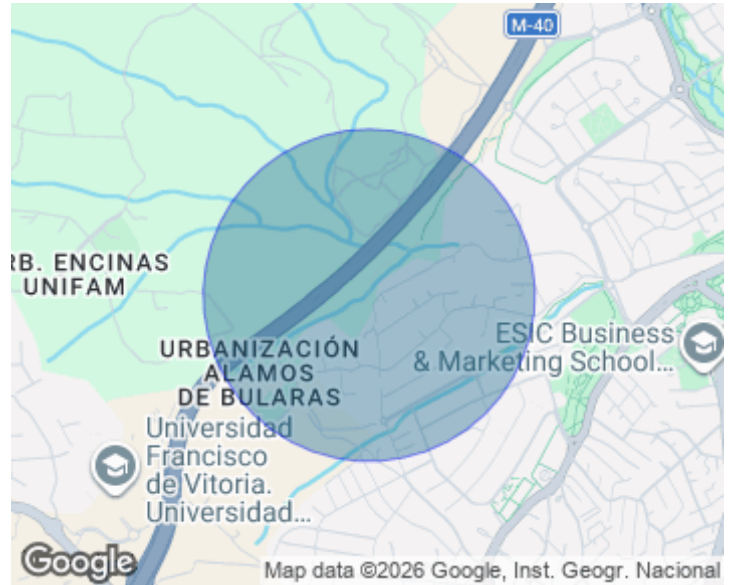 M-40
RB. ENCINAS
UNIFAM
URBANIZACIÓN
ALAMOS
DE BULARAS
ESIC Business
& Marketing School...
Universidad
Francisco
de Vitoria.
Universidad...
Google
Map data ©2026 Google, Inst. Geogr. Nacional